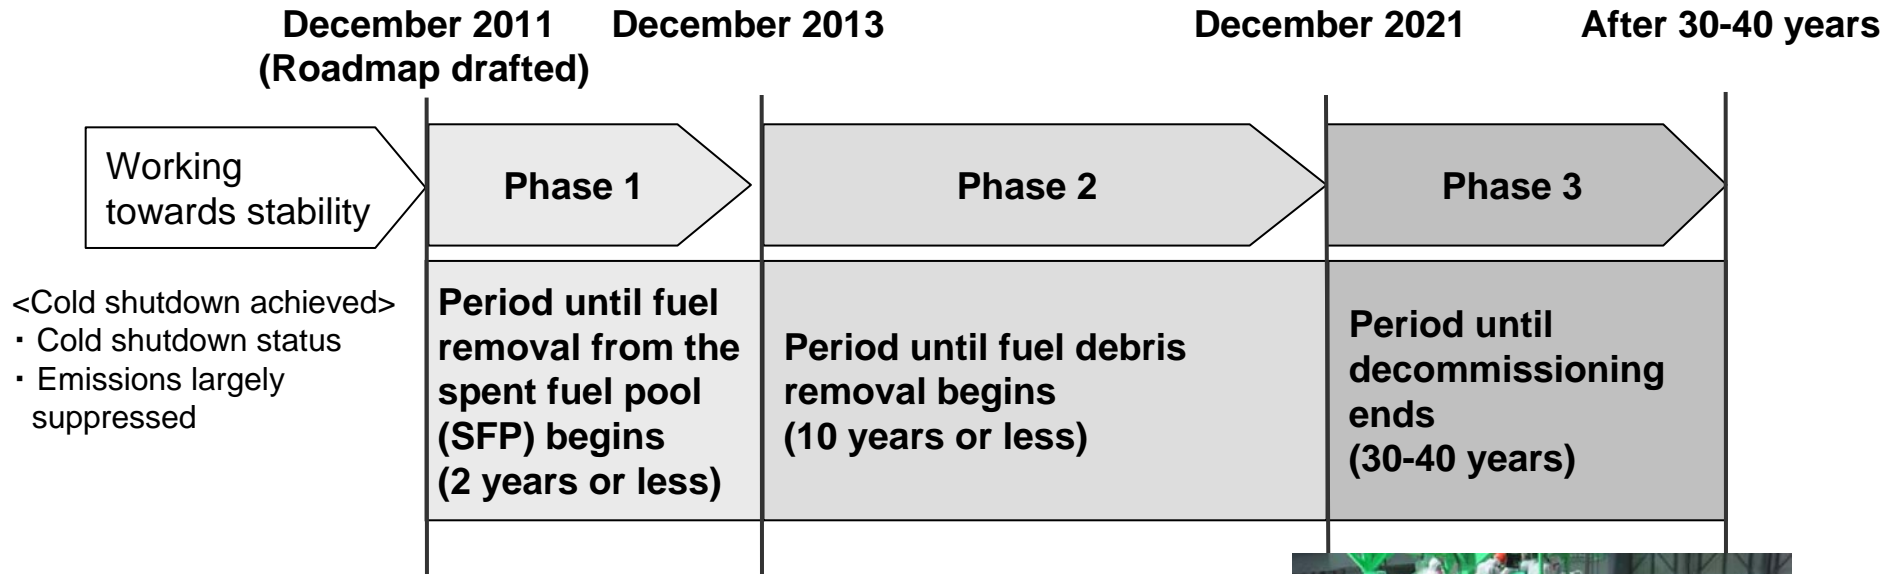 December 2011
(Roadmap drafted)
December 2013
December 2021
After 30-40 years
Working
towards stability
Phase 1
Phase 2
Phase 3
<Cold shutdown achieved>
・Cold shutdown status
・Emissions largely
suppressed
Period until fuel
removal from the
spent fuel pool
(SFP) begins
(2 years or less)
Period until fuel debris
removal begins
(10 years or less)
Period until
decommissioning
ends
(30-40 years)